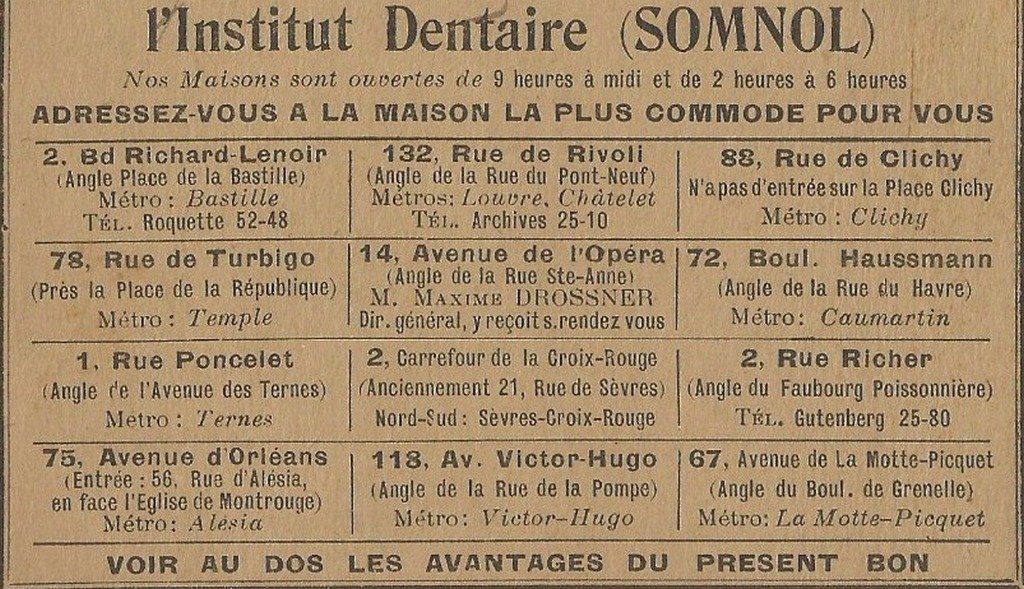 l'Institut Dentaire (SOMNOL)
Nos Maisons sont ouvertes de 9 heures à midi et de 2 heures à 6 heures
ADRESSEZ-VOUS A LA MAISON LA PLUS COMMODE POUR VOUS
2, Bd Richard-Lenoir
(Angle Place de la Bastille)
Métro : Bastille
TÉL. Roquette 52-48
132, Rue de Rivoli
(Angle de la Rue du Pont-Neuf)
Métros: Louvre, Châtelet
TÉL. Archives 25-10
88, Rue de Clichy
N'a pas d'entrée sur la Place Clichy
Métro : Clichy
78, Rue de Turbigo
(Près la Place de la République)
Métro : Temple
14, Avenue de l'Opéra
(Angle de la Rue Ste-Anne)
M. MAXIME DROSSNER
Dir. général, y reçoit s. rendez vous
72, Boul. Haussmann
(Angle de la Rue du Havre)
Métro: Caumartin
1, Rue Poncelet
(Angle de l'Avenue des Ternes)
Métro : Ternes
2, Carrefour de la Croix-Rouge
(Anciennement 21, Rue de Sèvres)
Nord-Sud : Sèvres-Croix-Rouge
2, Rue Richer
(Angle du Faubourg Poissonnière)
TÉL. Gutenberg 25-80
75, Avenue d'Orléans
(Entrée : 56, Rue d'Alésia,
en face l'Eglise de Montrouge)
Métro: Alésia
118, Av. Victor-Hugo
(Angle de la Rue de la Pompe)
Métro: Victor-Hugo
67, Avenue de La Motte-Picquet
(Angle du Boul. de Grenelle)
Métro: La Motte-Picquet
VOIR AU DOS LES AVANTAGES DU PRESENT BON